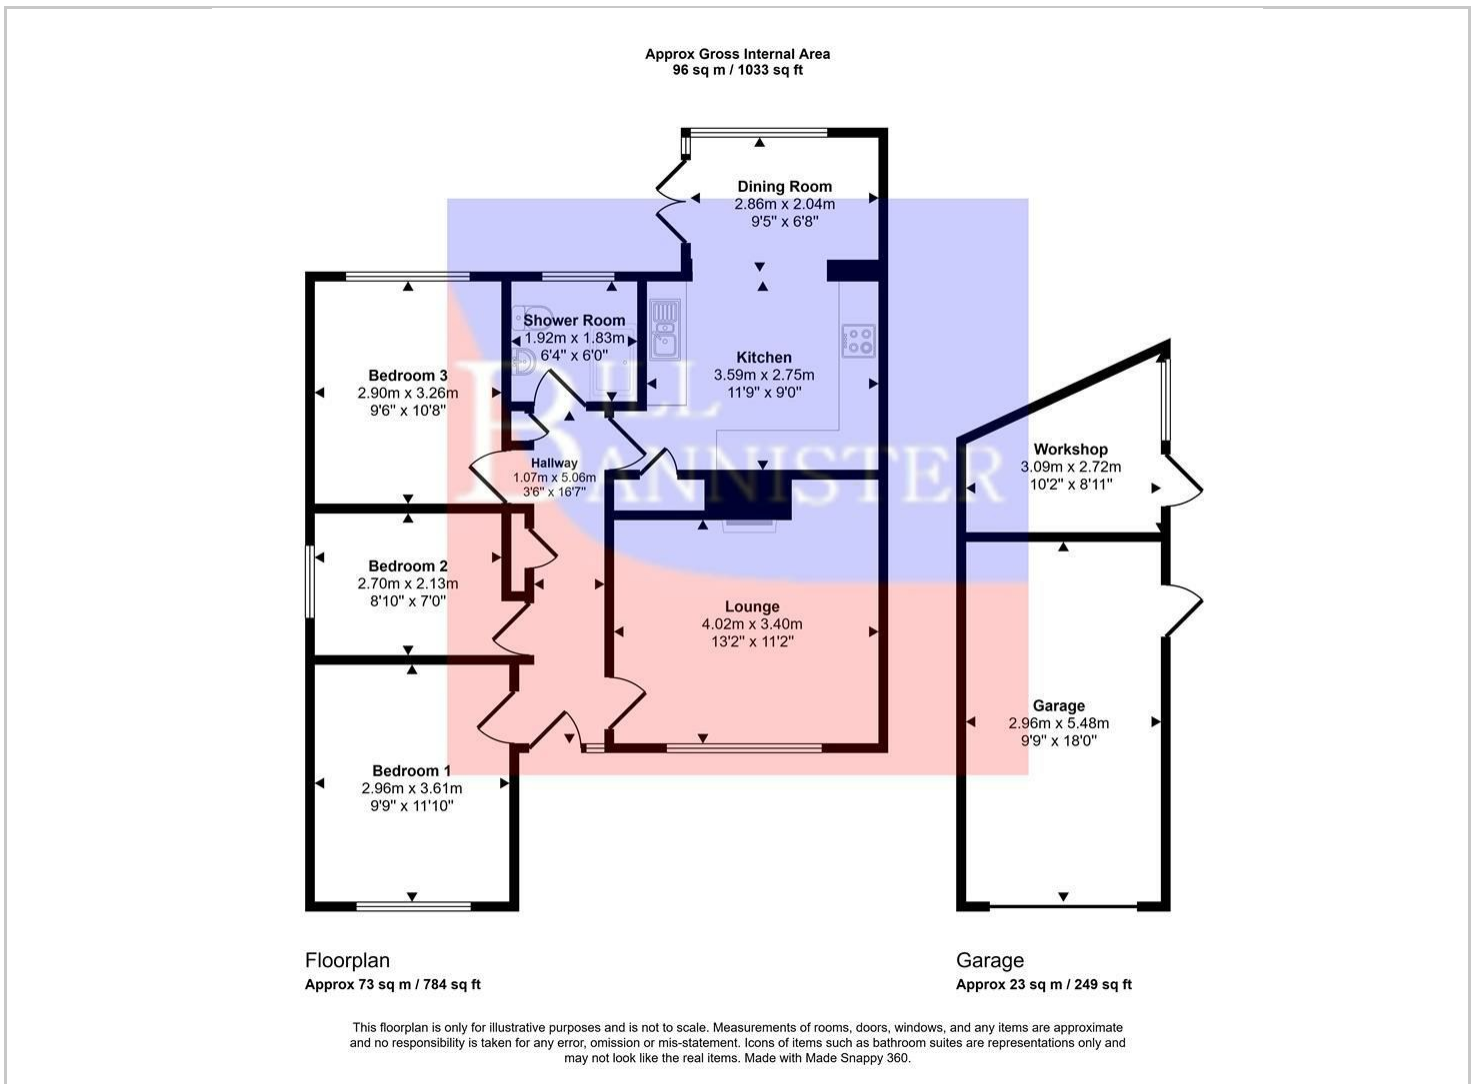 Approx Gross Internal Area
96 sq m / 1033 sq ft
Dining Room
2.86m x 2.04m
9'5" x 6'8"
Shower Room
1.92m x 1.83m
6'4" x 6'0"
Kitchen
3.59m x 2.75m
11'9" x 9'0"
Bedroom 3
2.90m x 3.26m
9'6" x 10'8"
BILL
BANNISTER
Hallway
1.07m x 5.06m
3'6" x 16'7"
Workshop
3.09m x 2.72m
10'2" x 8'11"
Bedroom 2
2.70m x 2.13m
8'10" x 7'0"
Lounge
4.02m x 3.40m
13'2" x 11'2"
Garage
2.96m x 5.48m
9'9" x 18'0"
Bedroom 1
2.96m x 3.61m
9'9" x 11'10"
Floorplan
Approx 73 sq m / 784 sq ft
Garage
Approx 23 sq m / 249 sq ft
This floorplan is only for illustrative purposes and is not to scale. Measurements of rooms, doors, windows, and any items are approximate
and no responsibility is taken for any error, omission or mis-statement. Icons of items such as bathroom suites are representations only and
may not look like the real items. Made with Made Snappy 360.